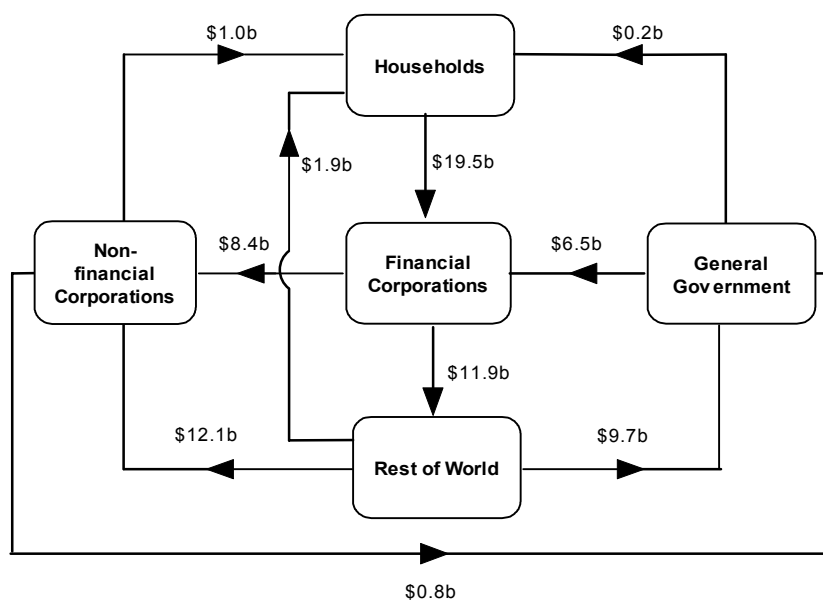 $1.0b
$0.2b
Households
$1.9b
$19.5b
Non-
financial
Corporations
$8.4b
Financial
Corporations
$6.5b
General
Government
$11.9b
$12.1b
Rest of World
$9.7b
$0.8b